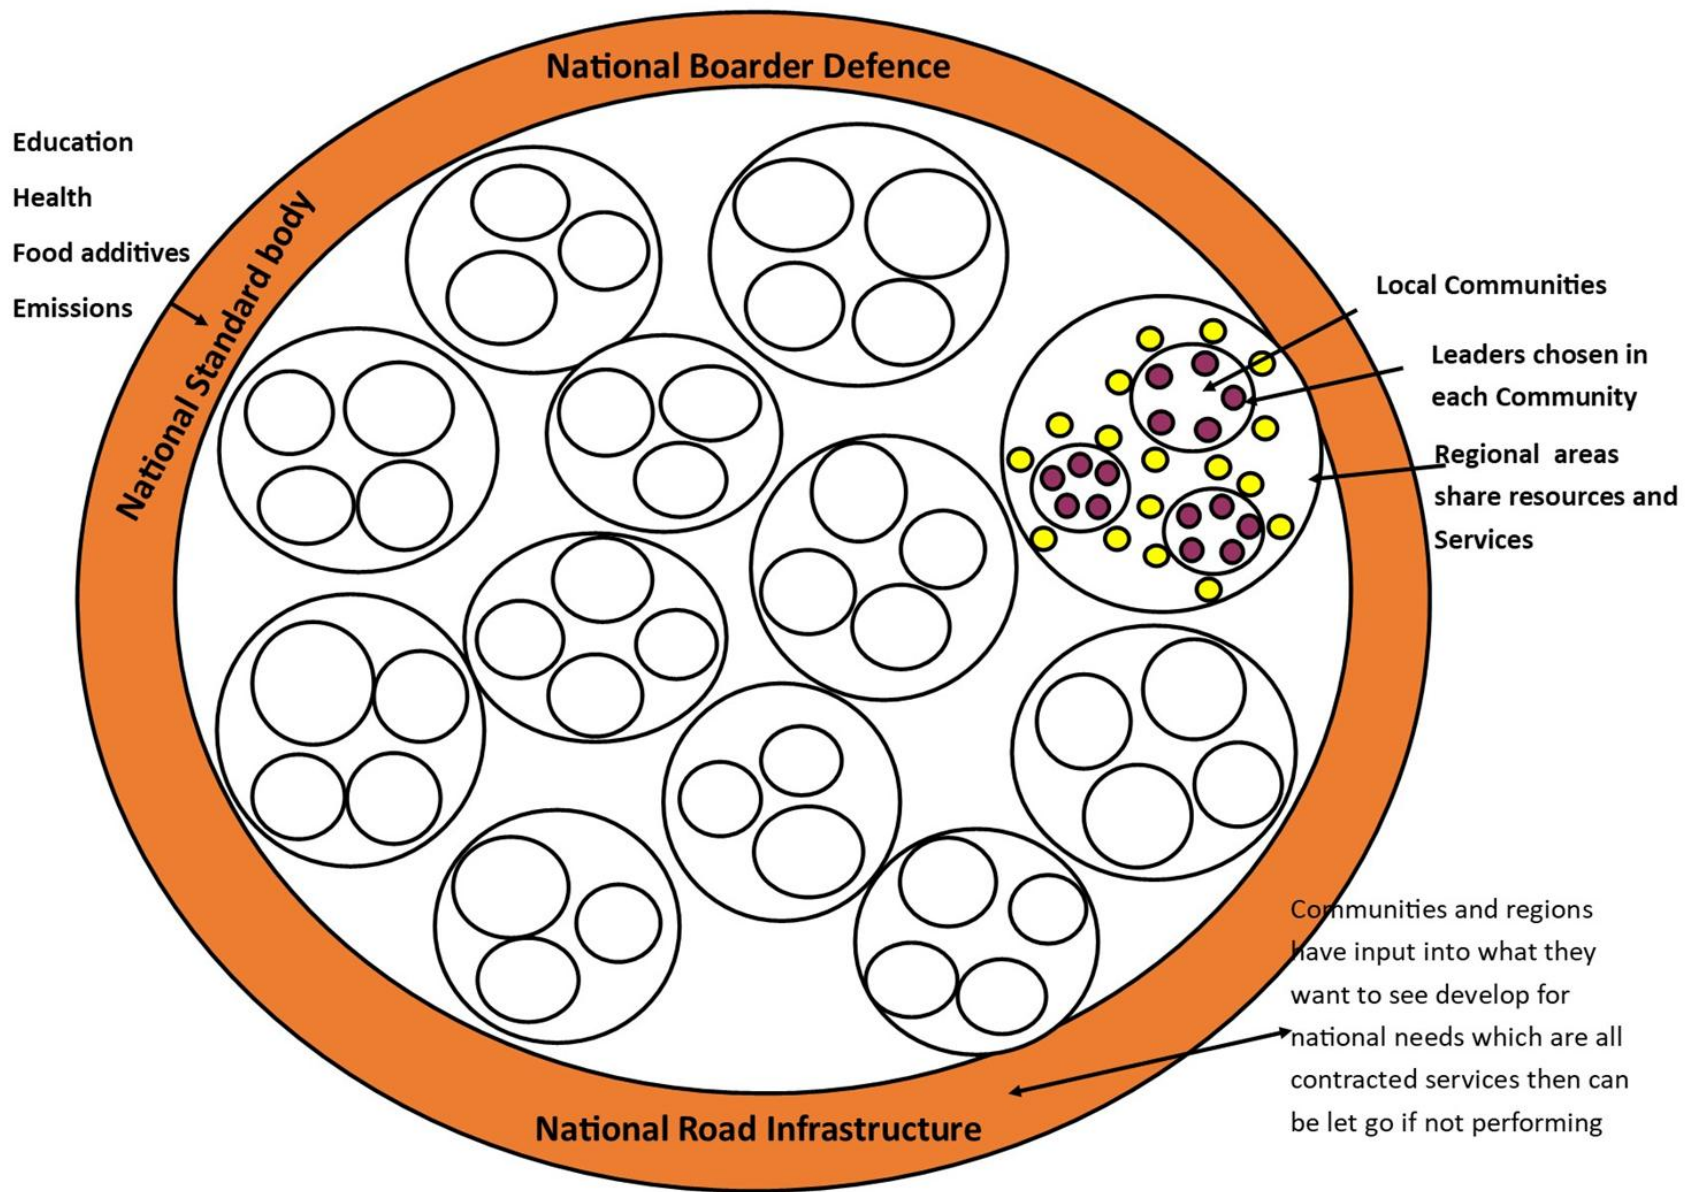 National Boarder Defence
Education
Health
Food additives
Emissions
National Standard body
Local Communities
Leaders chosen in
each Community
Regional areas
share resources and
Services
Communities and regions
have input into what they
want to see develop for
national needs which are all
contracted services then can
be let go if not performing
National Road Infrastructure